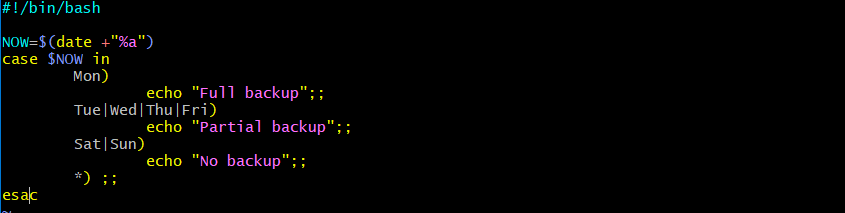 #!/bin/bash
NOW=$(date +"%a")
case $NOW in
Mon)
echo "Full backup";;
Tue|Wed|Thu|Fri)
echo "Partial backup";;
Sat|Sun)
echo "No backup";;
*) ;;
esac